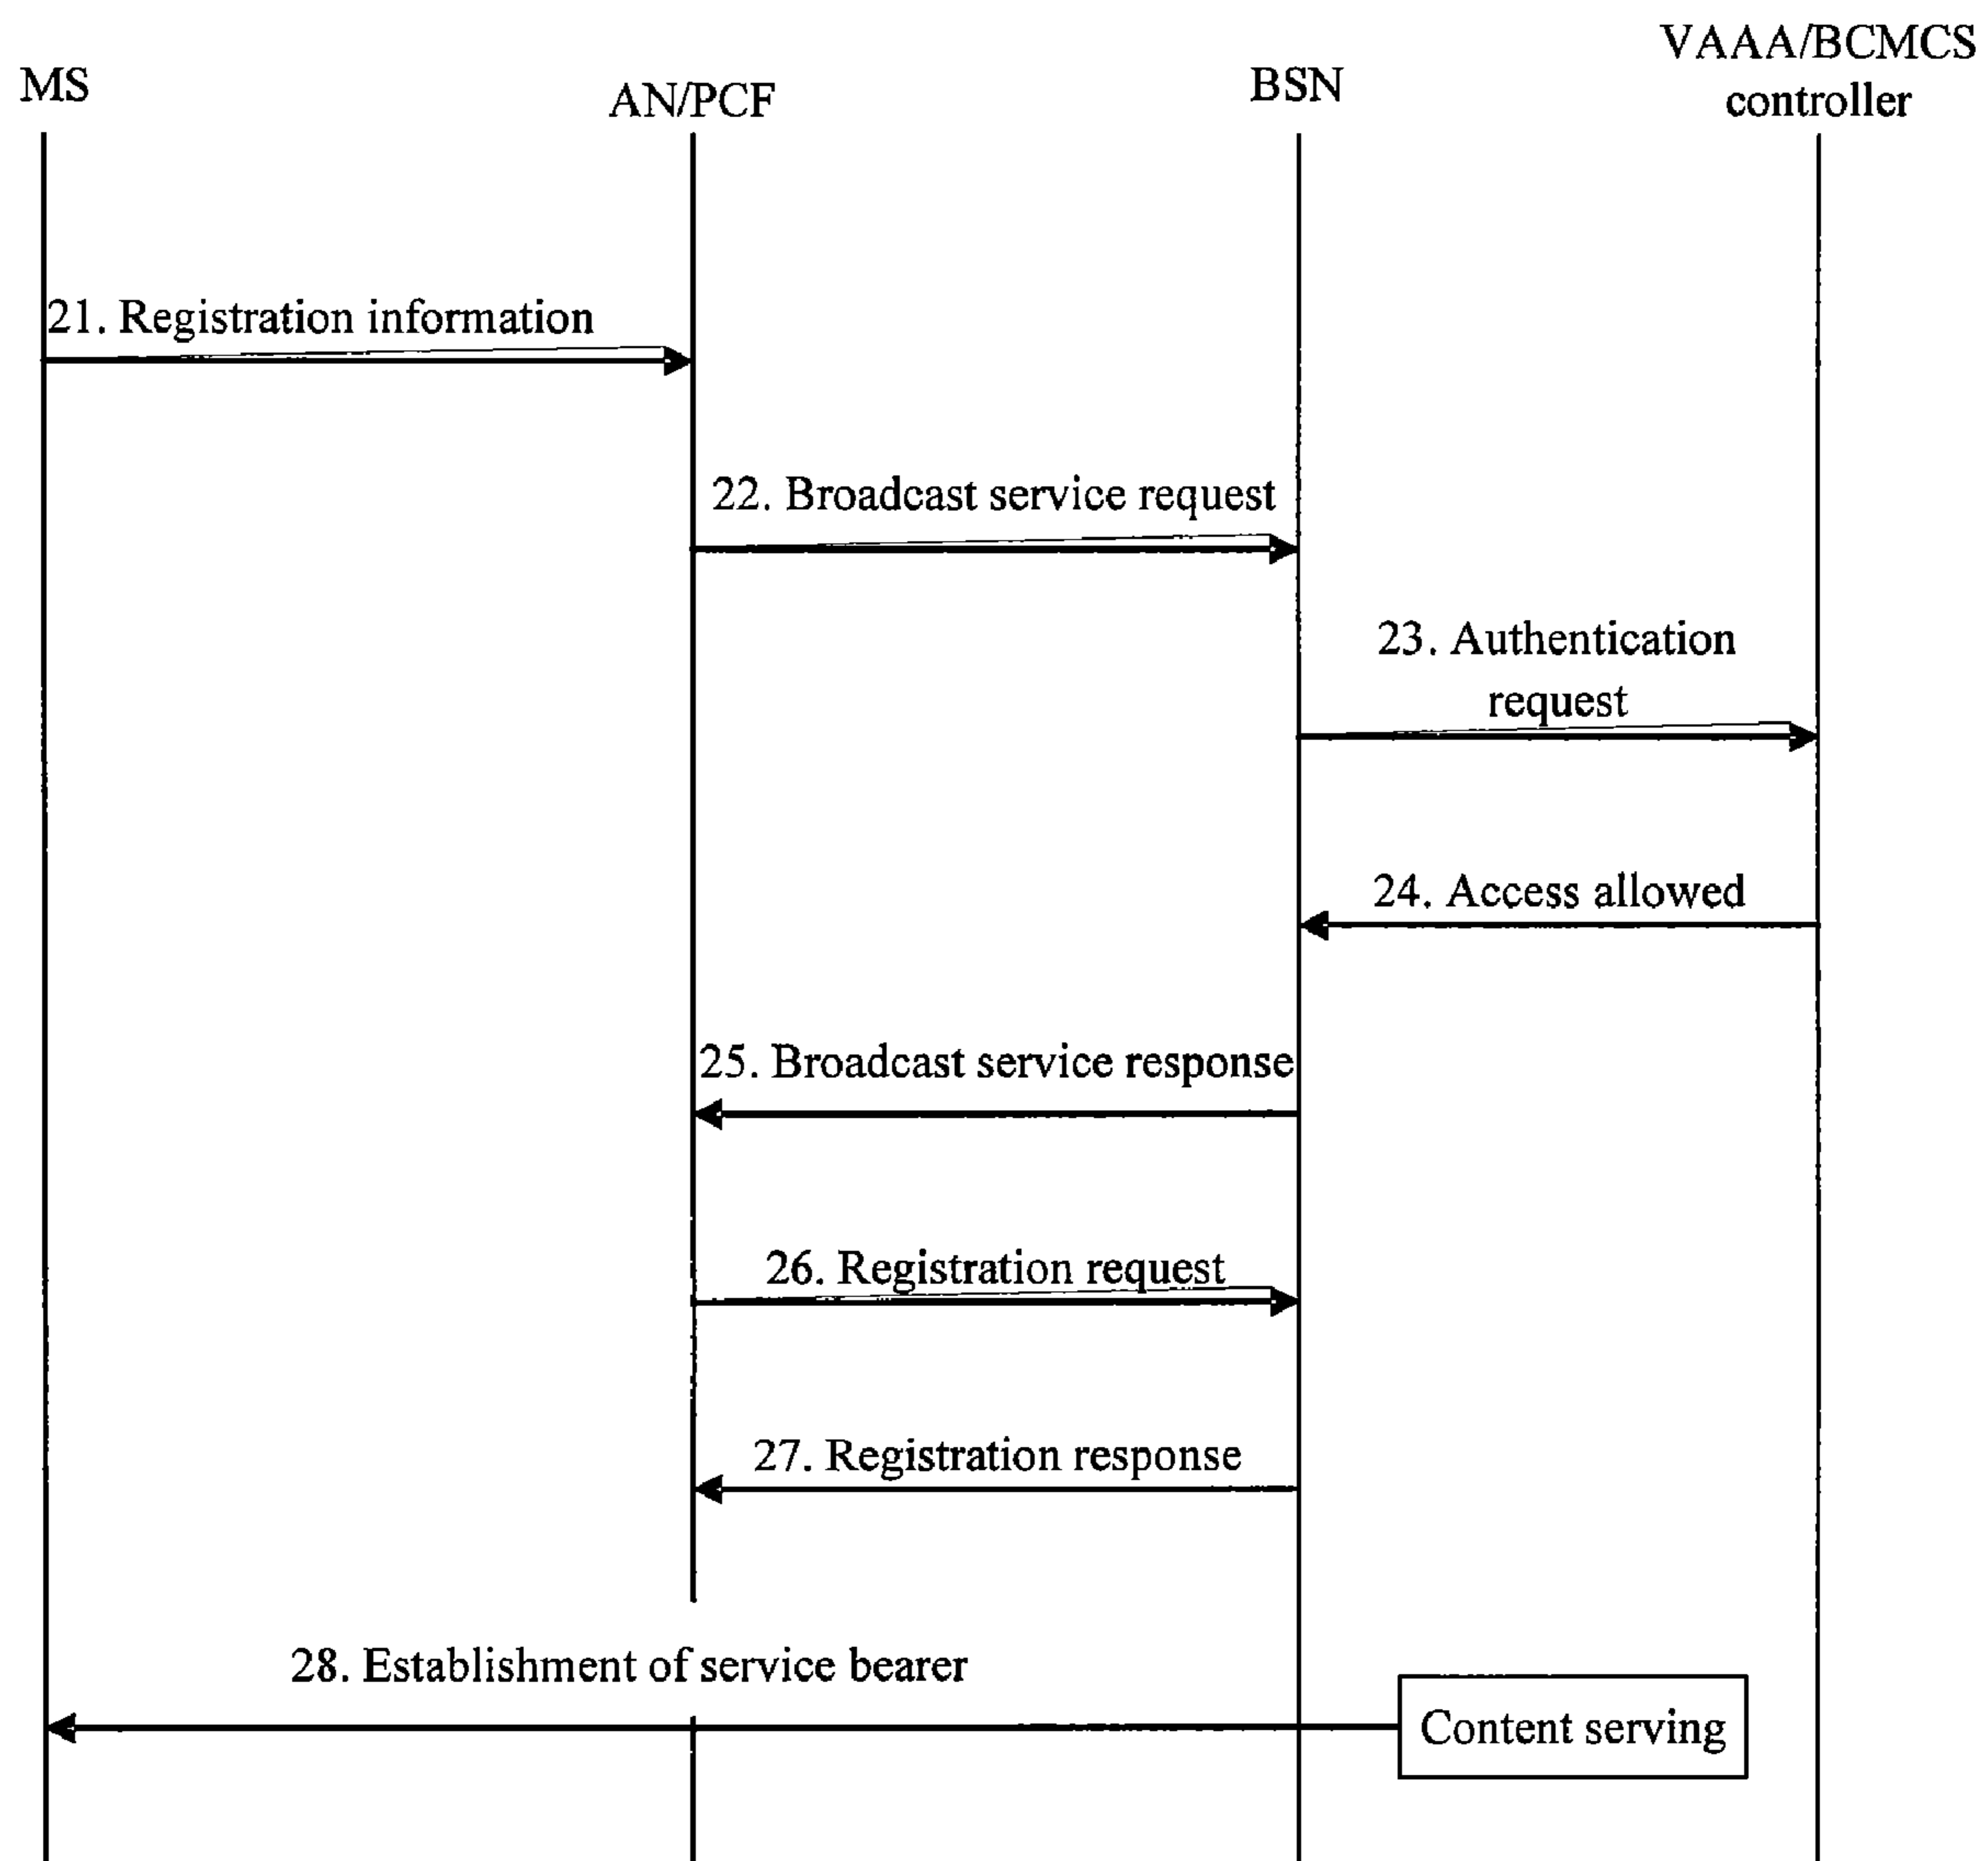 MS
AN/PCF
BSN
VAAA/BCMCS
controller
21. Registration information
22. Broadcast service request
23. Authentication
request
24. Access allowed
25. Broadcast service response
26. Registration request
27. Registration response
28. Establishment of service bearer
Content serving